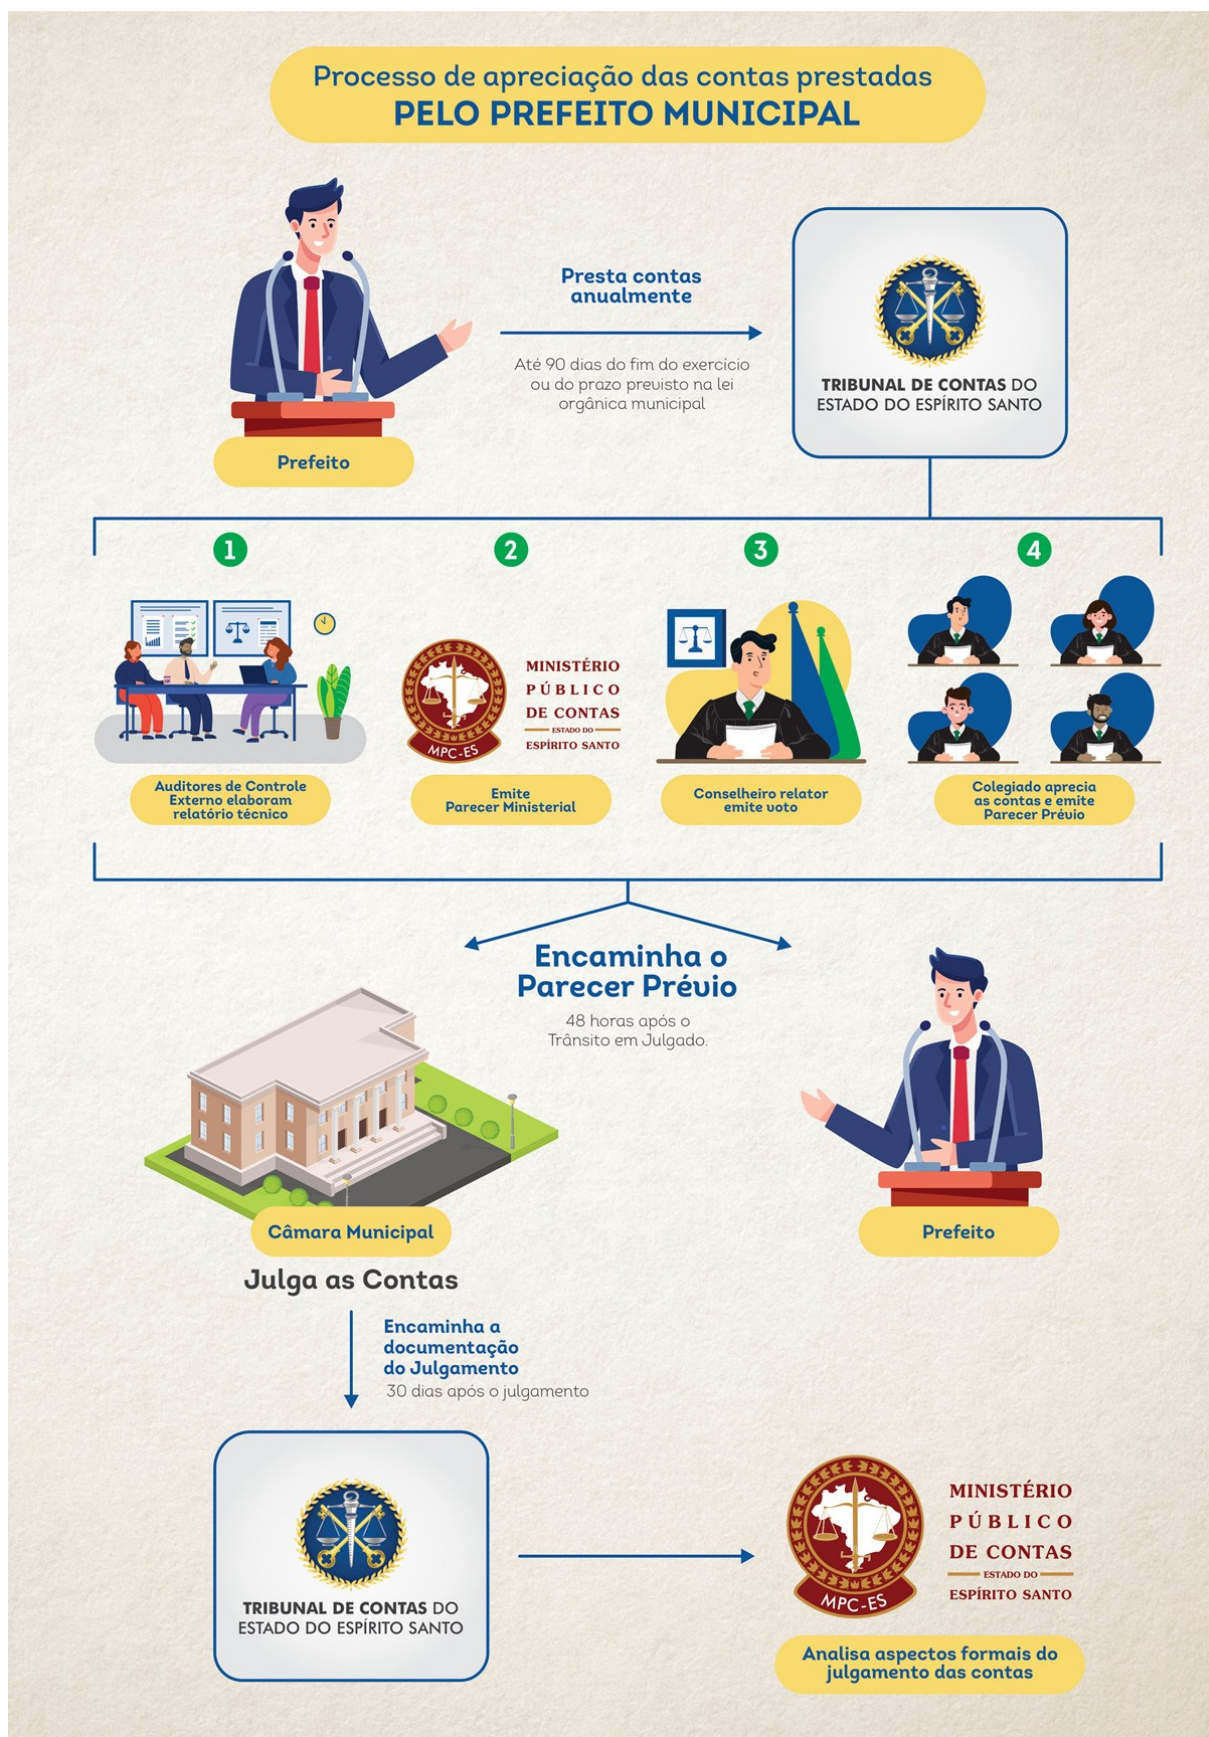 Processo de apreciação das contas prestadas
PELO PREFEITO MUNICIPAL
Presta contas
anualmente
Até 90 dias do fim do exercício
ou do prazo previsto na lei
orgânica municipal
TRIBUNAL DE CONTAS DO
ESTADO DO ESPÍRITO SANTO
Prefeito
1
2
3
4
MINISTÉRIO
PÚBLICO
DE CONTAS
ESTADO DO
ESPÍRITO SANTO
MPC-ES
Auditores de Controle
Externo elaboram
relatório técnico
Emite
Parecer Ministerial
Conselheiro relator
emite voto
Colegiado aprecia
as contas e emite
Parecer Prévio
Encaminha o
Parecer Prévio
48 horas após o
Trânsito em Julgado.
Câmara Municipal
Prefeito
Julga as Contas
Encaminha a
documentação
do Julgamento
30 dias após o julgamento
TRIBUNAL DE CONTAS DO
ESTADO DO ESPÍRITO SANTO
MINISTÉRIO
PÚBLICO
DE CONTAS
ESTADO DO
ESPÍRITO SANTO
MPC-ES
Analisa aspectos formais do
julgamento das contas